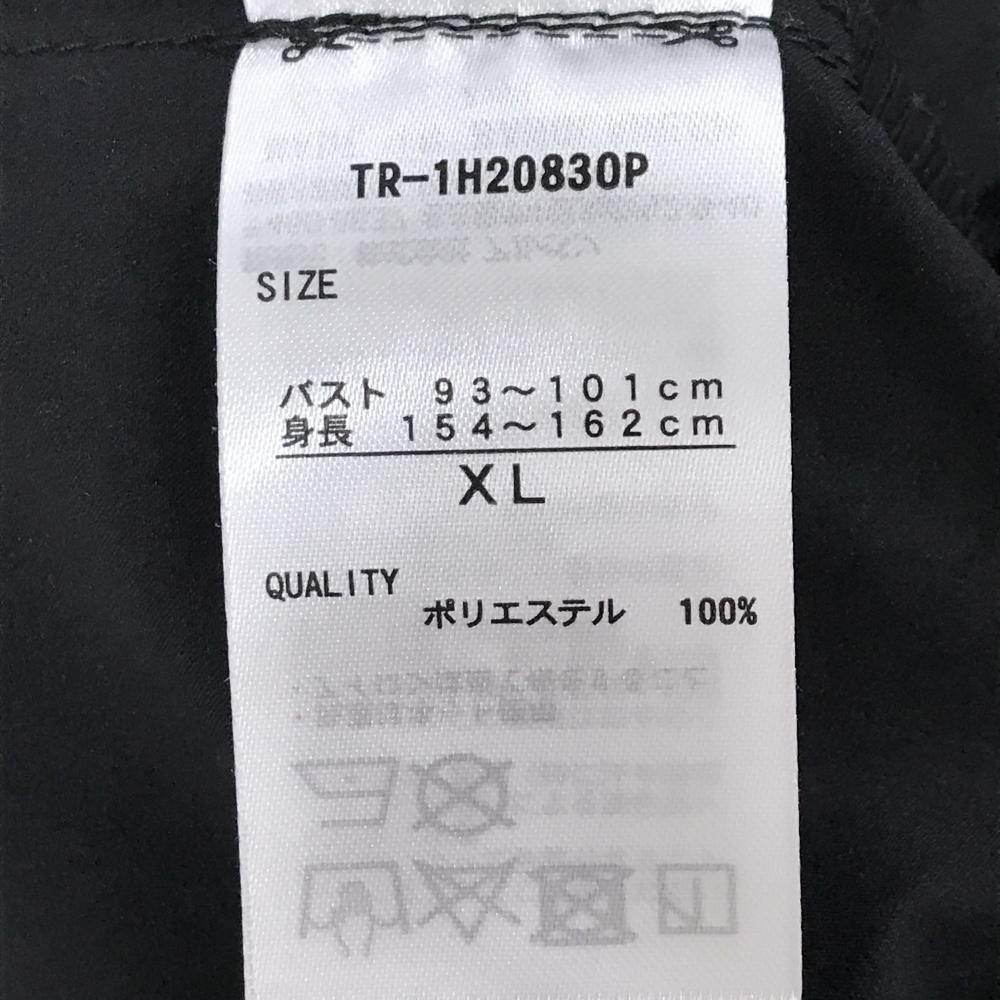 TR-1H20830P
SIZE
バスト 93～101cm
身長 154～162cm
XL
QUALITY
ポリエステル 100%